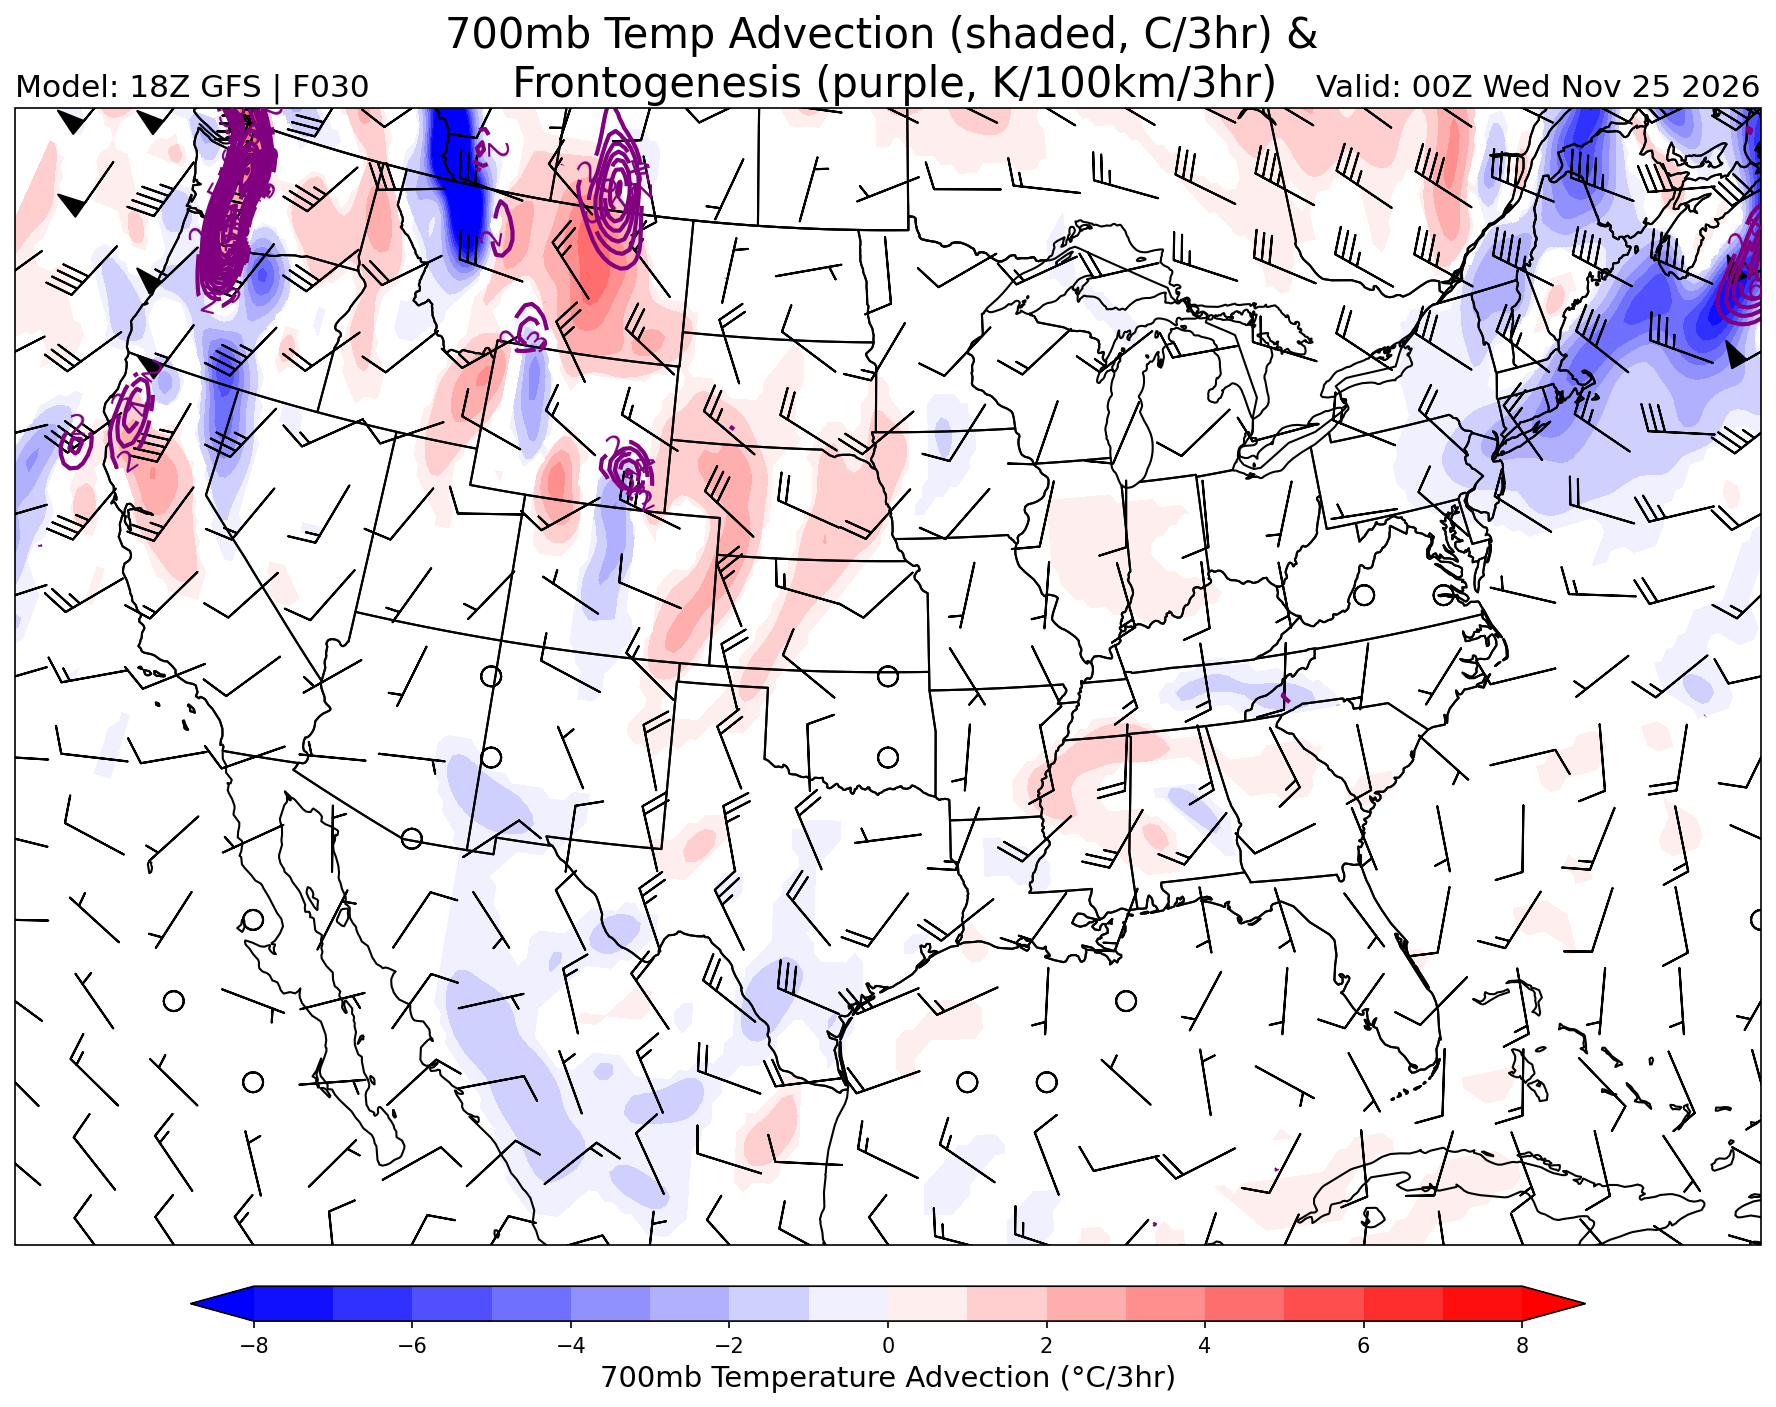 700mb Temp Advection (shaded, C/3hr) &
Model: 18Z GFS | F030 Frontogenesis (purple, K/100km/3hr) Valid: 00Z Wed Nov 25 2026
−8 −6 −4 −2 0 2 4 6 8
700mb Temperature Advection (°C/3hr)